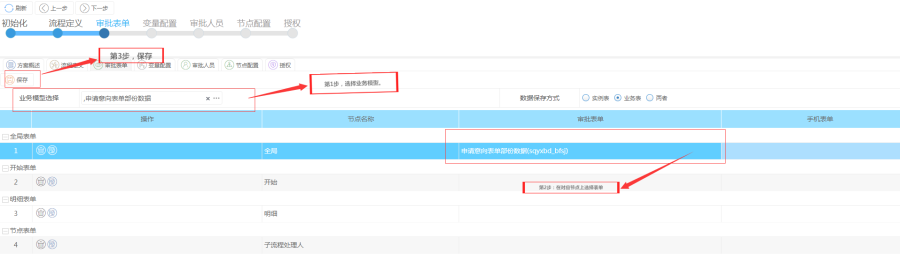 刷新 上一步 下一步
初始化 流程定义 审批表单 变量配置 审批人员 节点配置 授权
第3步，保存
方案概述 流程定义 审批表单 变量配置 审批人员 节点配置 授权
保存
第1步，选择业务模型。
业务模型选择 ,申请意向表单部份数据 数据保存方式 实例表 业务表 两者
操作 节点名称 审批表单 手机表单
全局表单
1 全局 申请意向表单部份数据(sqyxbd_bfsj)
开始表单
2 开始 第2步：在对应节点上选择表单
明细表单
3 明细
节点表单
4 子流程处理人